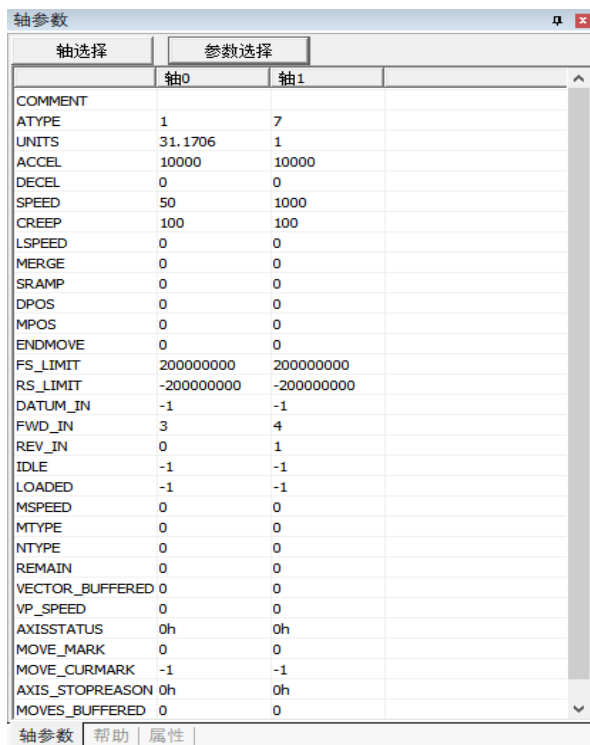 轴参数
轴选择 参数选择
轴0 轴1
COMMENT
ATYPE 1 7
UNITS 31.1706 1
ACCEL 10000 10000
DECEL 0 0
SPEED 50 1000
CREEP 100 100
LSPEED 0 0
MERGE 0 0
SRAMP 0 0
DPOS 0 0
MPOS 0 0
ENDMOVE 0 0
FS_LIMIT 200000000 200000000
RS_LIMIT -200000000 -200000000
DATUM_IN -1 -1
FWD_IN 3 4
REV_IN 0 1
IDLE -1 -1
LOADED -1 -1
MSPEED 0 0
MTYPE 0 0
NTYPE 0 0
REMAIN 0 0
VECTOR_BUFFERED 0 0
VP_SPEED 0 0
AXISSTATUS 0h 0h
MOVE_MARK 0 0
MOVE_CURMARK -1 -1
AXIS_STOPREASON 0h 0h
MOVES_BUFFERED 0 0
轴参数 帮助 属性